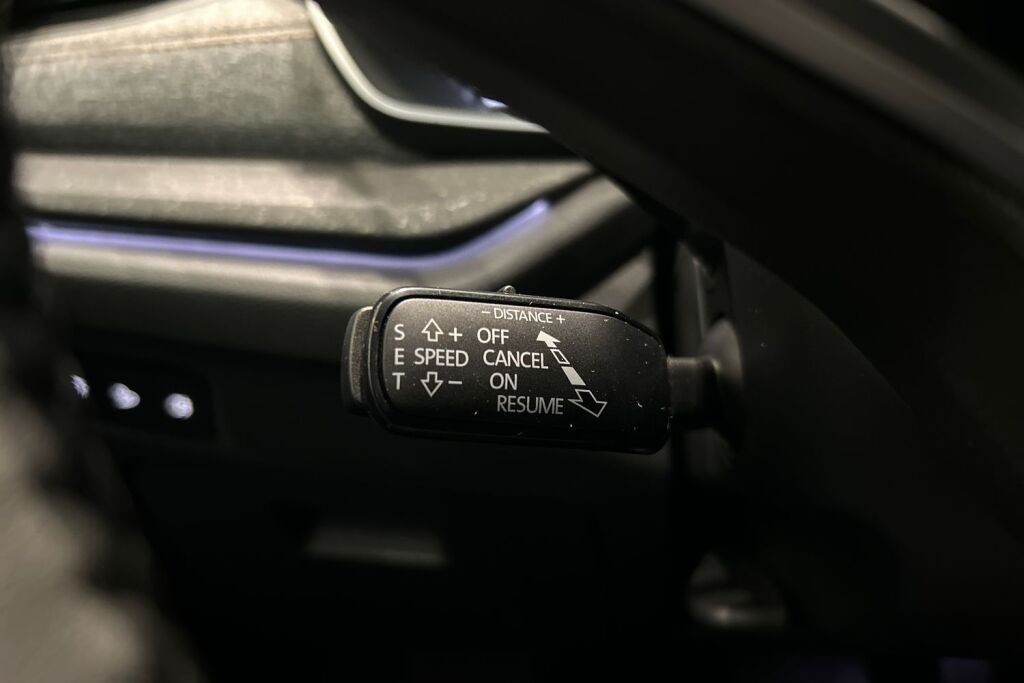 - DISTANCE +
S + OFF
E SPEED CANCEL
T - ON
RESUME